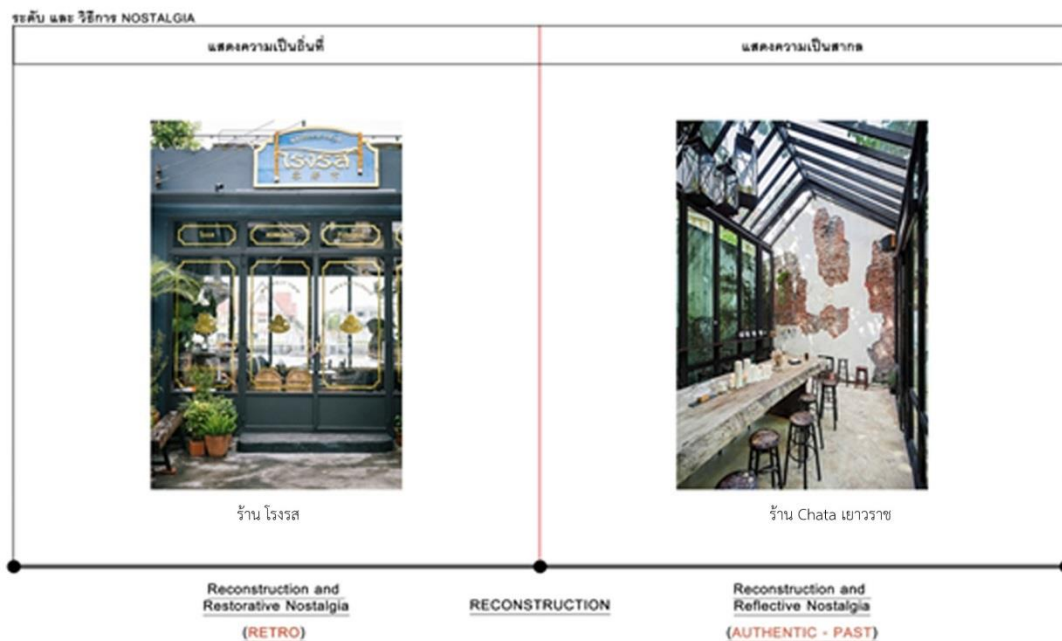 ระดับ และ วิธีการ NOSTALGIA
แสดงความเป็นถิ่นที่
แสดงความเป็นสากล
โรงรส
ร้าน โรงรส
ร้าน Chata เยาวราช
Reconstruction and
Restorative Nostalgia
(RETRO)
RECONSTRUCTION
Reconstruction and
Reflective Nostalgia
(AUTHENTIC - PAST)